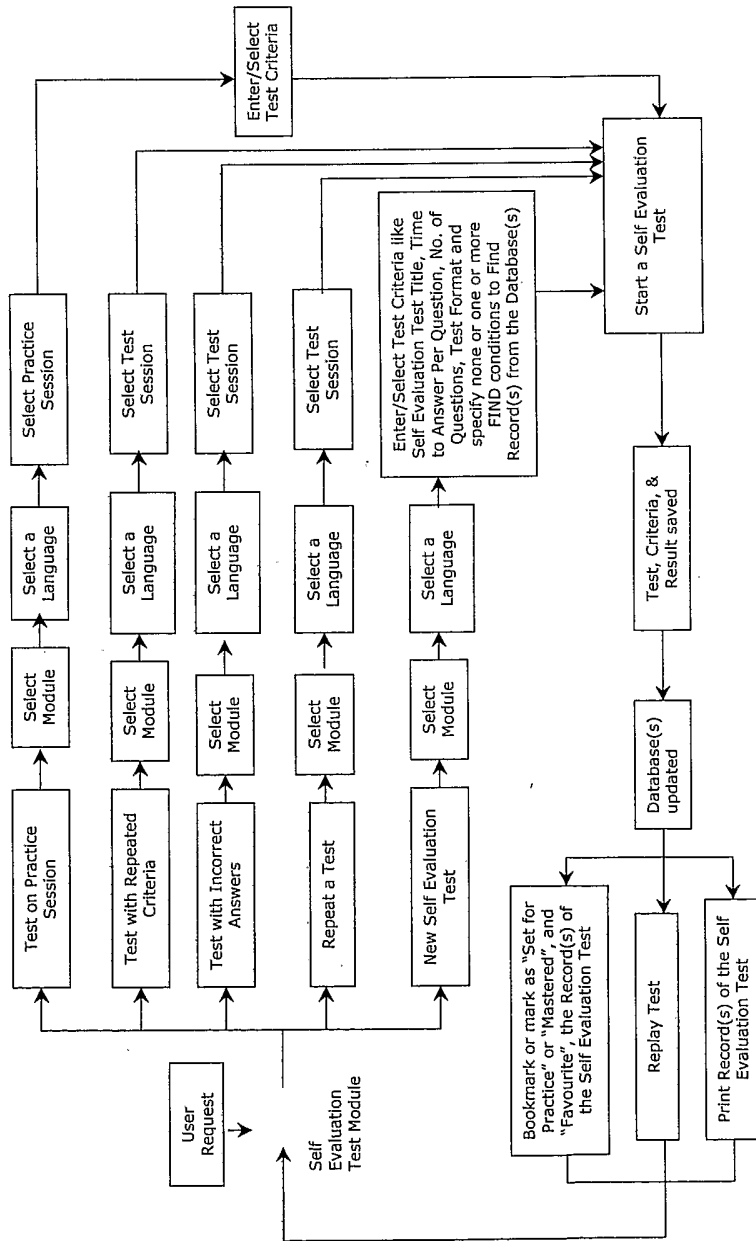 User
Request
Self
Evaluation
Test Module
Test on Practice
Session
Select
Module
Select a
Language
Select Practice
Session
Enter/Select
Test Criteria
Test with Repeated
Criteria
Select
Module
Select a
Language
Select Test
Session
Test with Incorrect
Answers
Select
Module
Select a
Language
Select Test
Session
Repeat a Test
Select
Module
Select a
Language
Select Test
Session
New Self Evaluation
Test
Select
Module
Select a
Language
Enter/Select Test Criteria like
Self Evaluation Test Title, Time
to Answer Per Question, No. of
Questions, Test Format and
specify none or one or more
FIND conditions to Find
Record(s) from the Database(s)
Start a Self Evaluation
Test
Test, Criteria, &
Result saved
Database(s)
updated
Bookmark or mark as "Set for
Practice" or "Mastered", and
"Favourite", the Record(s) of
the Self Evaluation Test
Replay Test
Print Record(s) of the Self
Evaluation Test